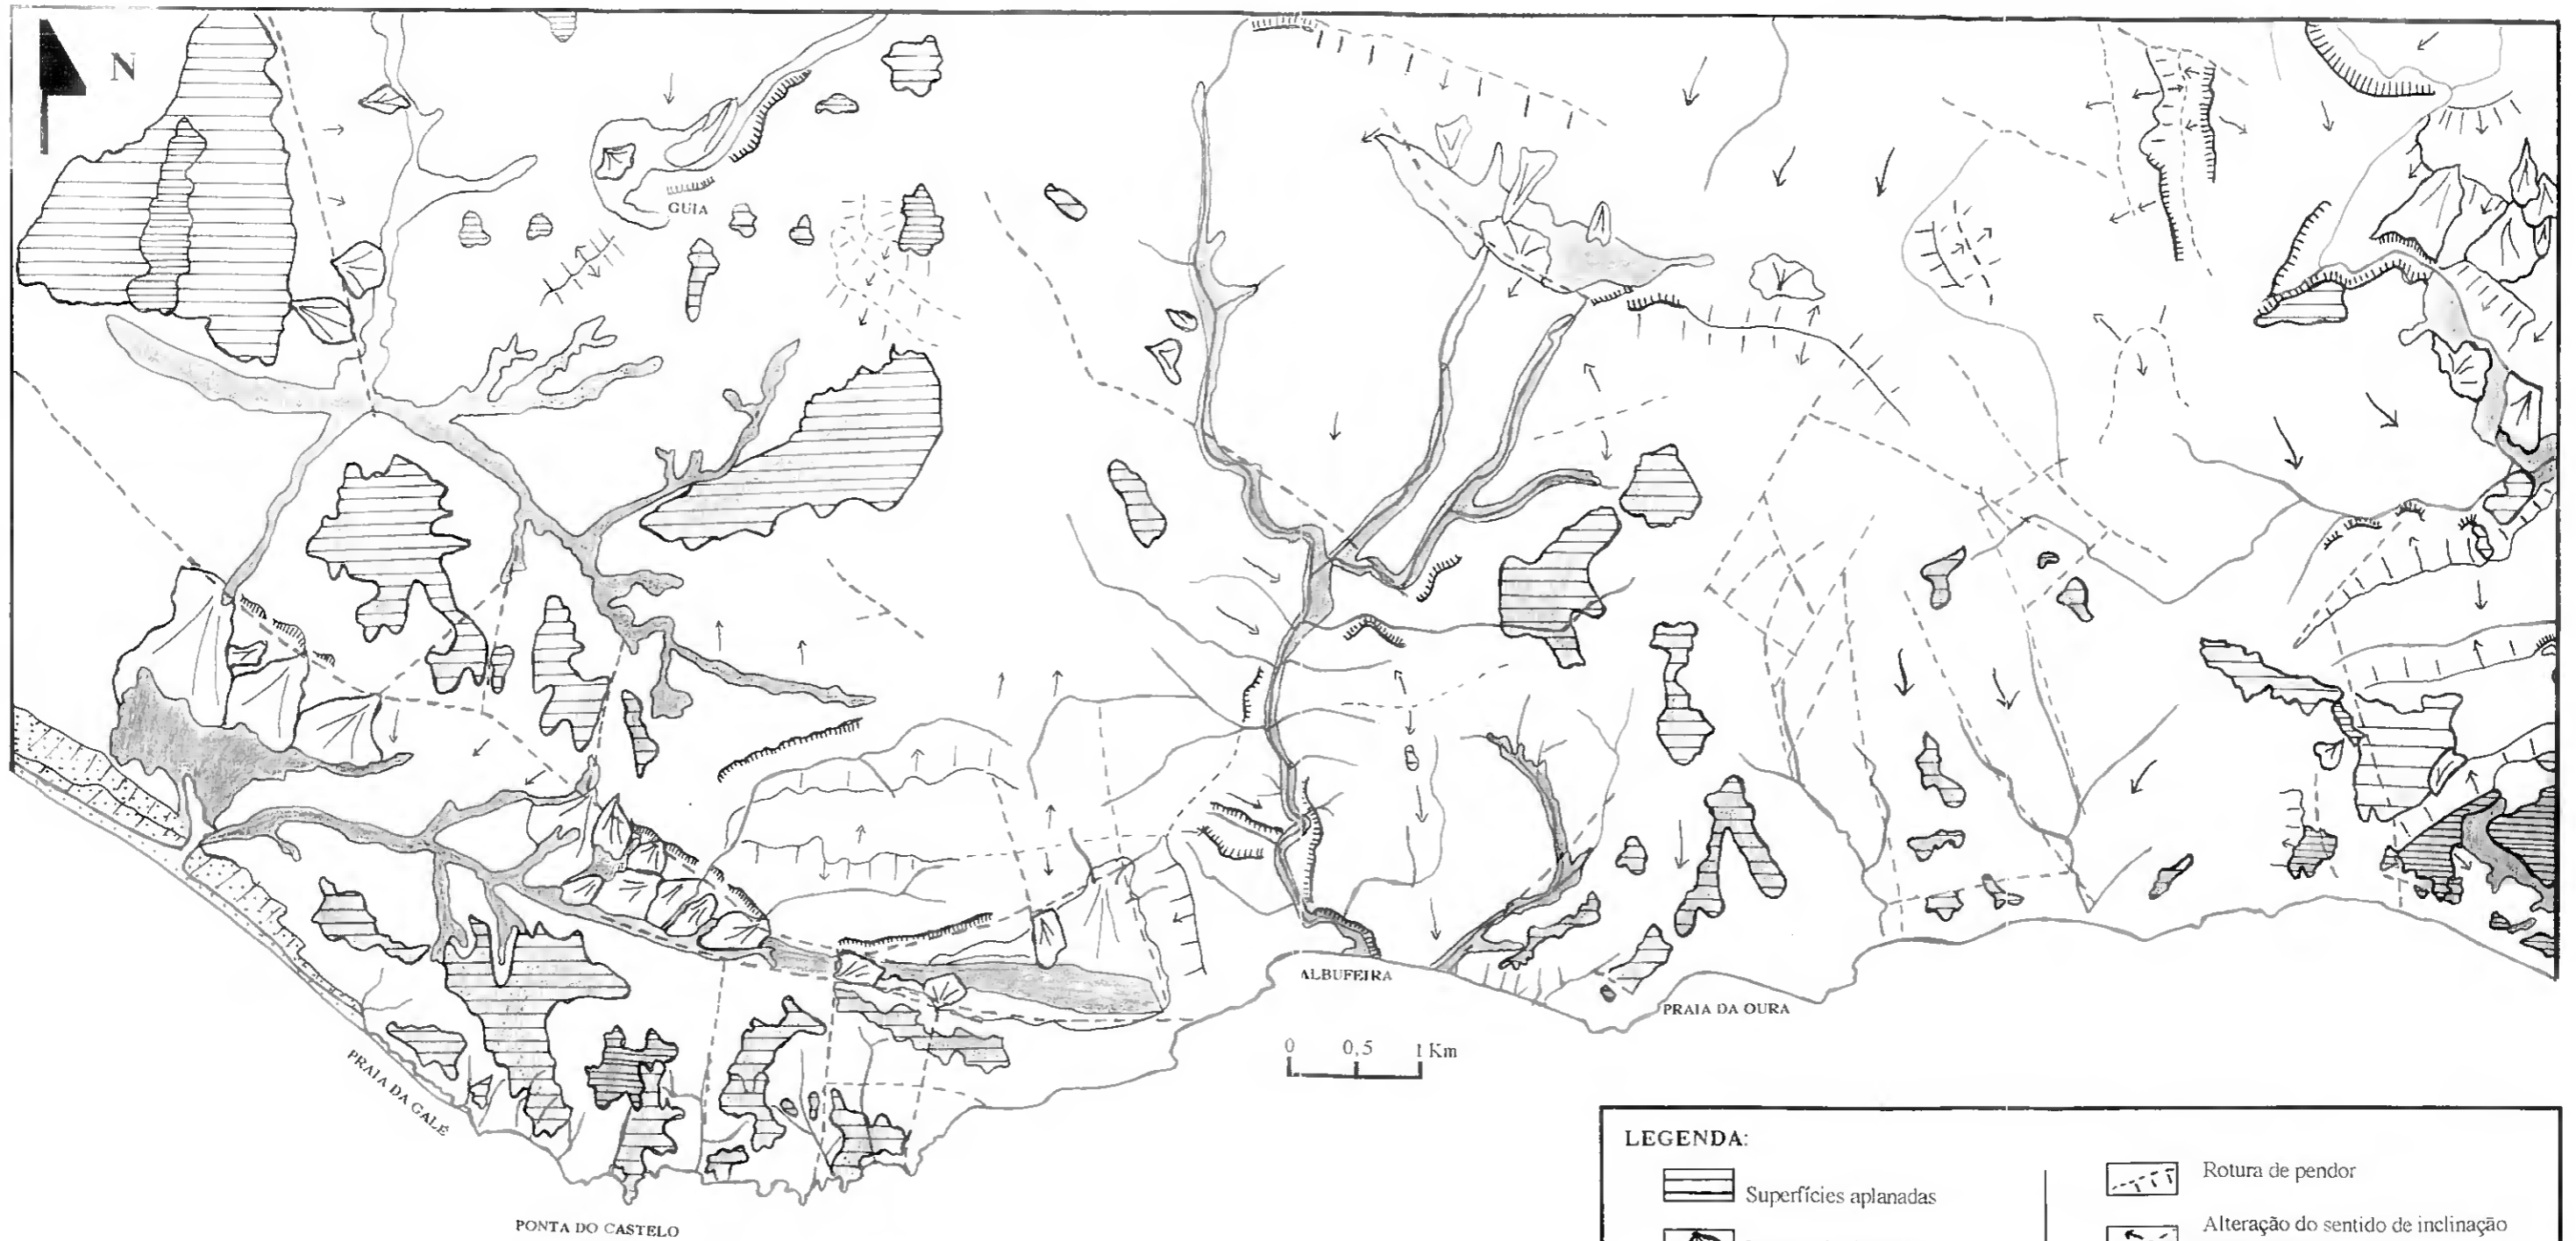 N
GUIA
ALBUFEIRA
PRAIA DA OURA
0 0,5 1 Km
PRAIA DA GALÉ
PONTA DO CASTELO
LEGENDA:
Superfícies aplanadas
Rotura de pendor
Alteração do sentido de inclinação